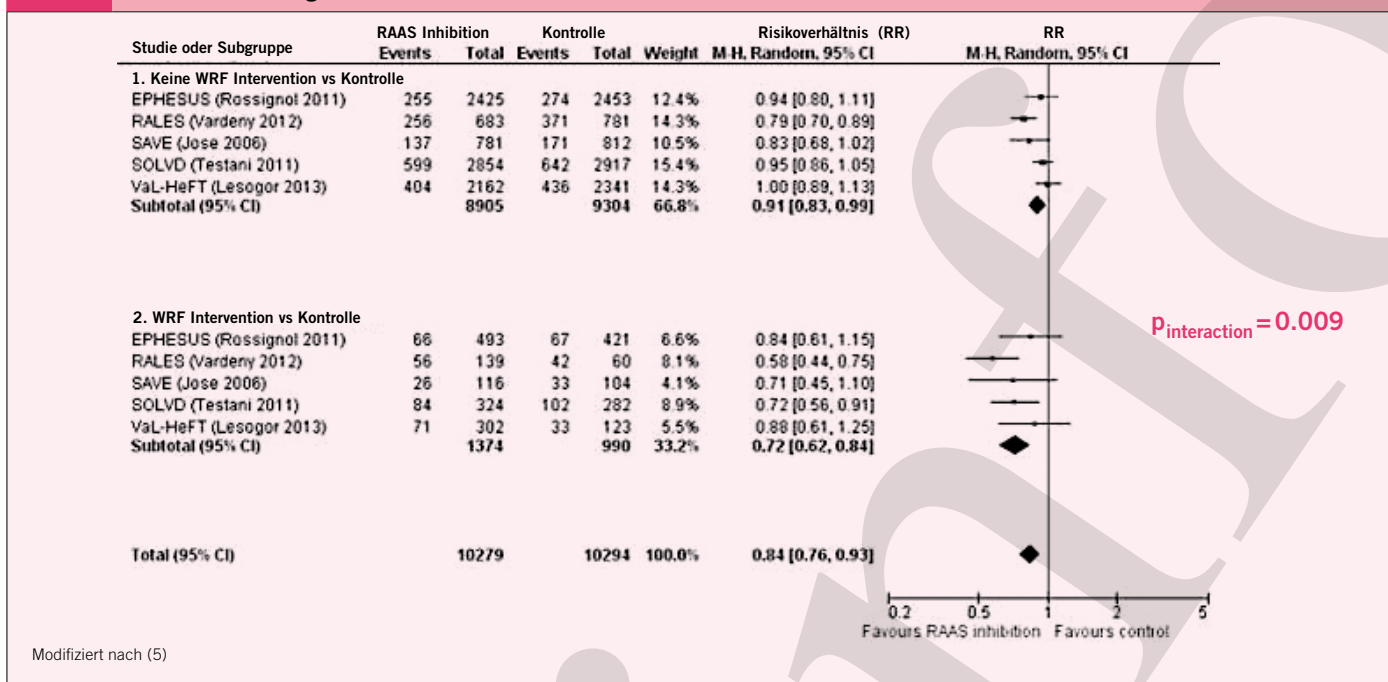 RAAS Inhibition Kontrolle Risikoverhältnis (RR) RR
Studie oder Subgruppe Events Total Events Total Weight M-H, Random, 95% CI M-H, Random, 95% CI
1. Keine WRF Intervention vs Kontrolle
EPHESUS (Rossignol 2011) 255 2425 274 2453 12.4% 0.94 [0.80, 1.11]
RALES (Vardeny 2012) 256 683 371 781 14.3% 0.79 [0.70, 0.89]
SAVE (Jose 2006) 137 781 171 812 10.5% 0.83 [0.68, 1.02]
SOLVD (Testani 2011) 599 2854 642 2917 15.4% 0.95 [0.86, 1.05]
VaL-HeFT (Lesogor 2013) 404 2162 436 2341 14.3% 1.00 [0.89, 1.13]
Subtotal (95% CI) 8905 9304 66.8% 0.91 [0.83, 0.99]
2. WRF Intervention vs Kontrolle
pinteraction = 0.009
EPHESUS (Rossignol 2011) 66 493 67 421 6.6% 0.84 [0.61, 1.15]
RALES (Vardeny 2012) 56 139 42 60 8.1% 0.58 [0.44, 0.75]
SAVE (Jose 2006) 26 116 33 104 4.1% 0.71 [0.45, 1.10]
SOLVD (Testani 2011) 84 324 102 282 8.9% 0.72 [0.56, 0.91]
VaL-HeFT (Lesogor 2013) 71 302 33 123 5.5% 0.88 [0.61, 1.25]
Subtotal (95% CI) 1374 990 33.2% 0.72 [0.62, 0.84]
Total (95% CI) 10279 10294 100.0% 0.84 [0.76, 0.93]
0.2 0.5 1 2 5
Favours RAAS inhibition Favours control
Modifiziert nach (5)